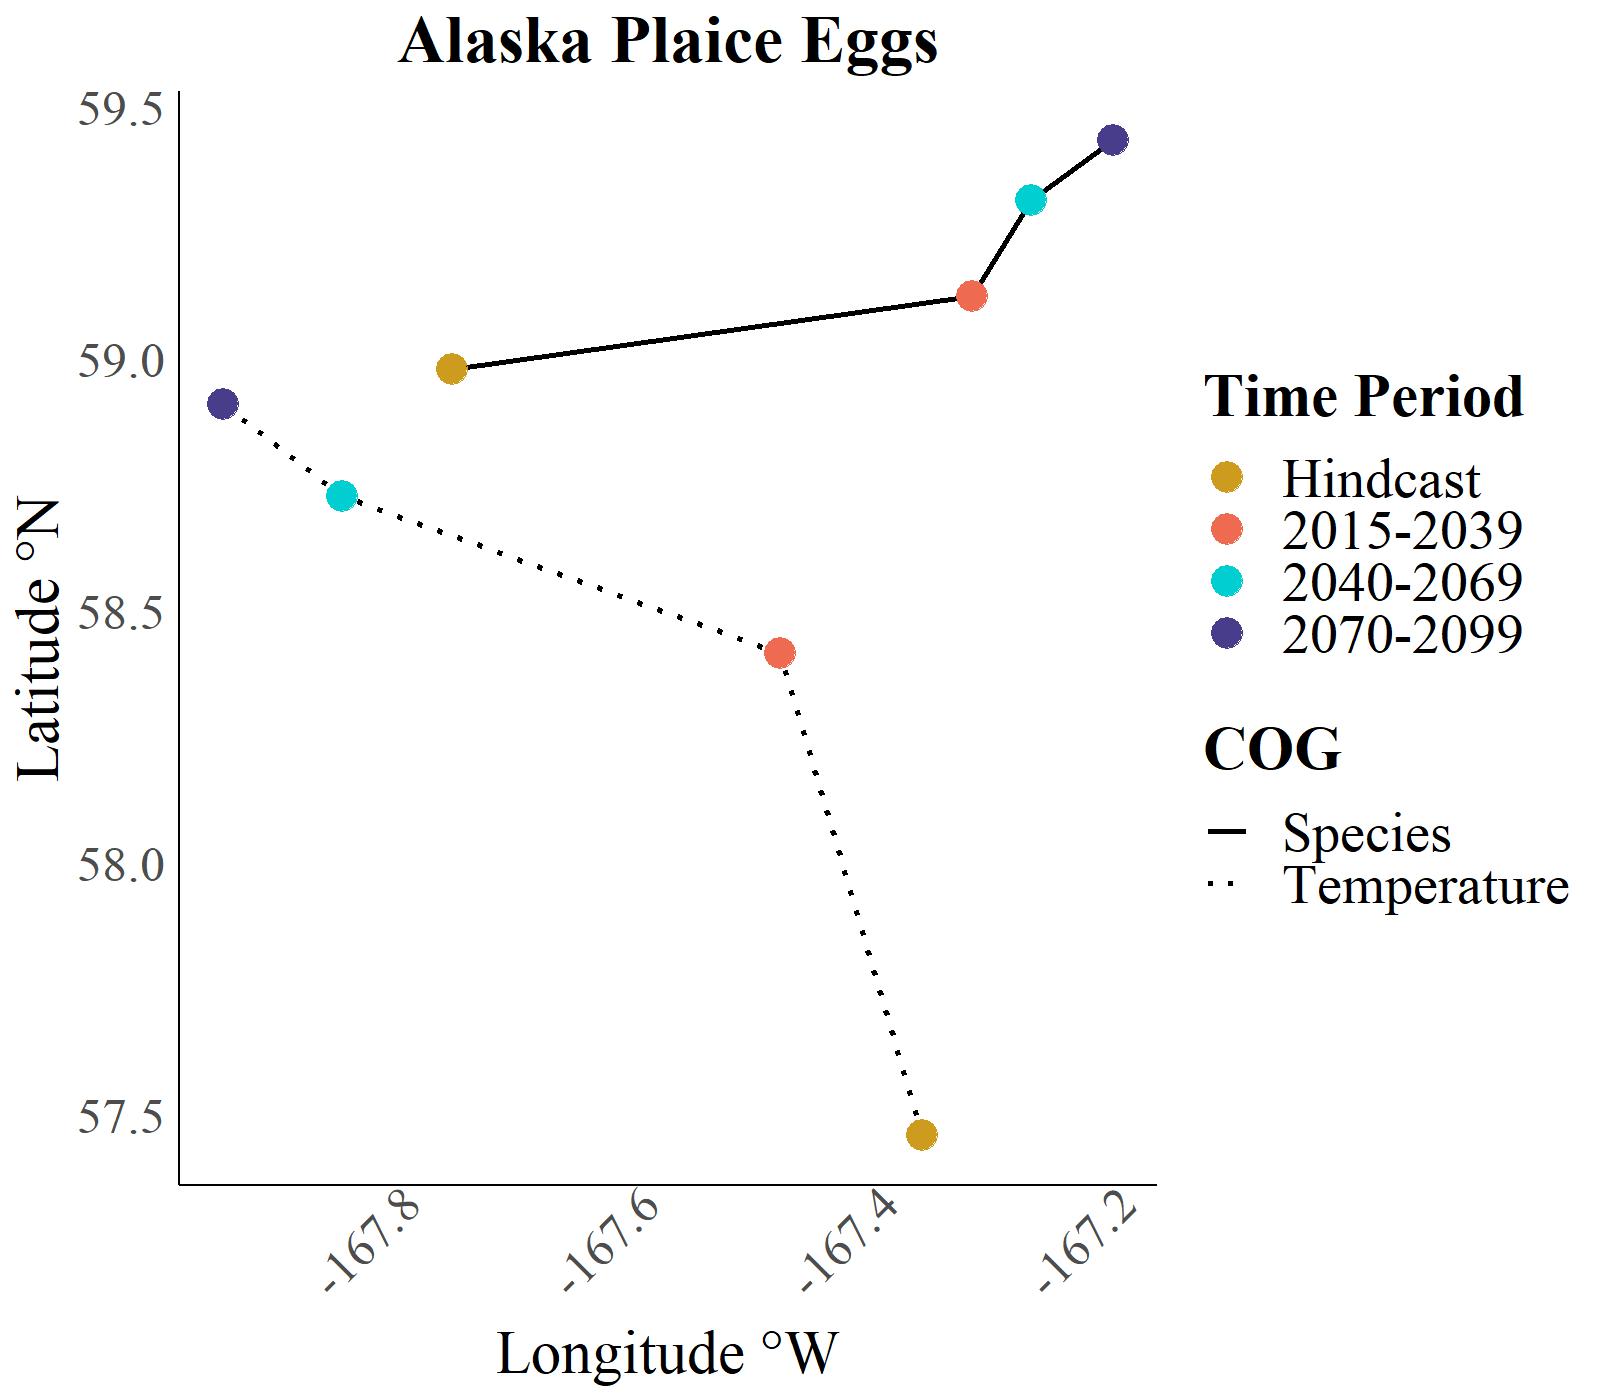 Alaska Plaice Eggs
59.5
59.0
58.5
58.0
57.5
Latitude °N
-167.8
-167.6
-167.4
-167.2
Longitude °W
Time Period
Hindcast
2015-2039
2040-2069
2070-2099
COG
Species
Temperature